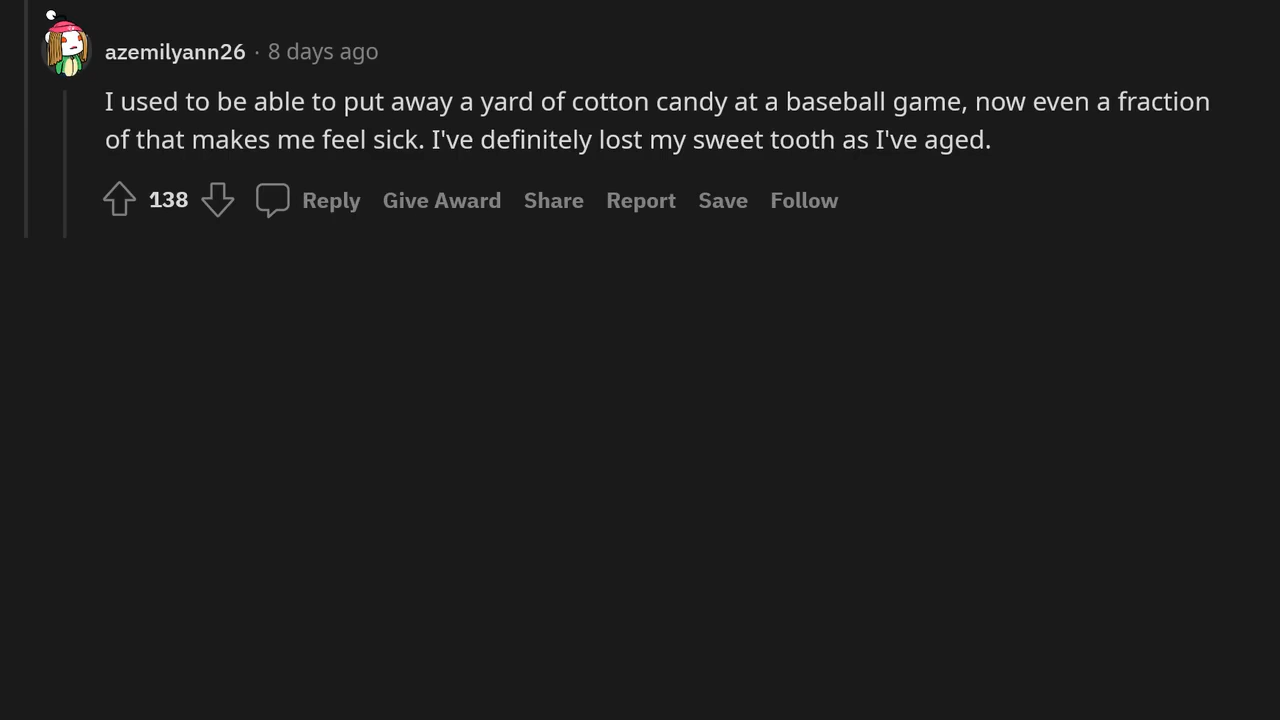 azemilyann26 · 8 days ago
I used to be able to put away a yard of cotton candy at a baseball game, now even a fraction
of that makes me feel sick. I've definitely lost my sweet tooth as I've aged.
138 Reply Give Award Share Report Save Follow